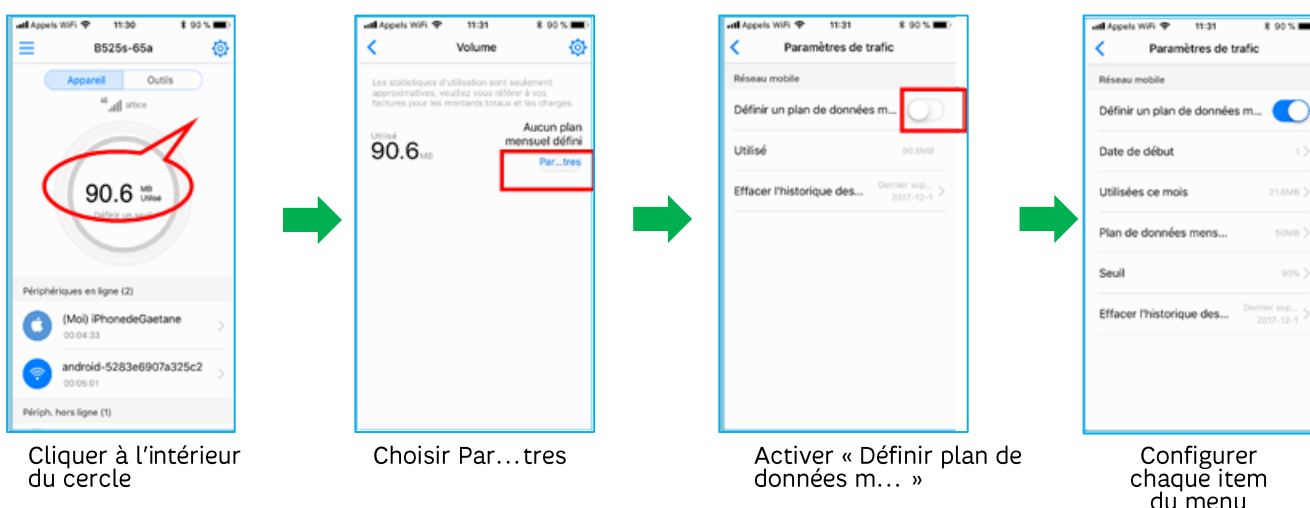 Appels WiFi 11:30 90 %
B525s-65a
Appareil Outils
4G altice
90.6 MB Utilisé
Définir un seuil
Périphériques en ligne (2)
(Moi) iPhonedeGaetane
00:04:33
android-5283e6907a325c2
00:05:01
Périph. hors ligne (1)
Cliquer à l'intérieur
du cercle
Appels WiFi 11:31 90 %
Volume
Les statistiques d'utilisation sont seulement
approximatives, veuillez vous référer à vos
factures pour les montants totaux et les charges.
Utilisé
90.6 MB
Aucun plan
mensuel défini
Par...tres
Choisir Par...tres
Appels WiFi 11:31 90 %
Paramètres de trafic
Réseau mobile
Définir un plan de données m...
Utilisé 90.6MB
Effacer l'historique des... Dernier sup...
2017-12-1
Activer « Définir plan de
données m... »
Appels WiFi 11:31 90 %
Paramètres de trafic
Réseau mobile
Définir un plan de données m...
Date de début 1
Utilisées ce mois 21.8MB
Plan de données mens... 50MB
Seuil 90%
Effacer l'historique des... Dernier sup...
2017-12-1
Configurer
chaque item
du menu